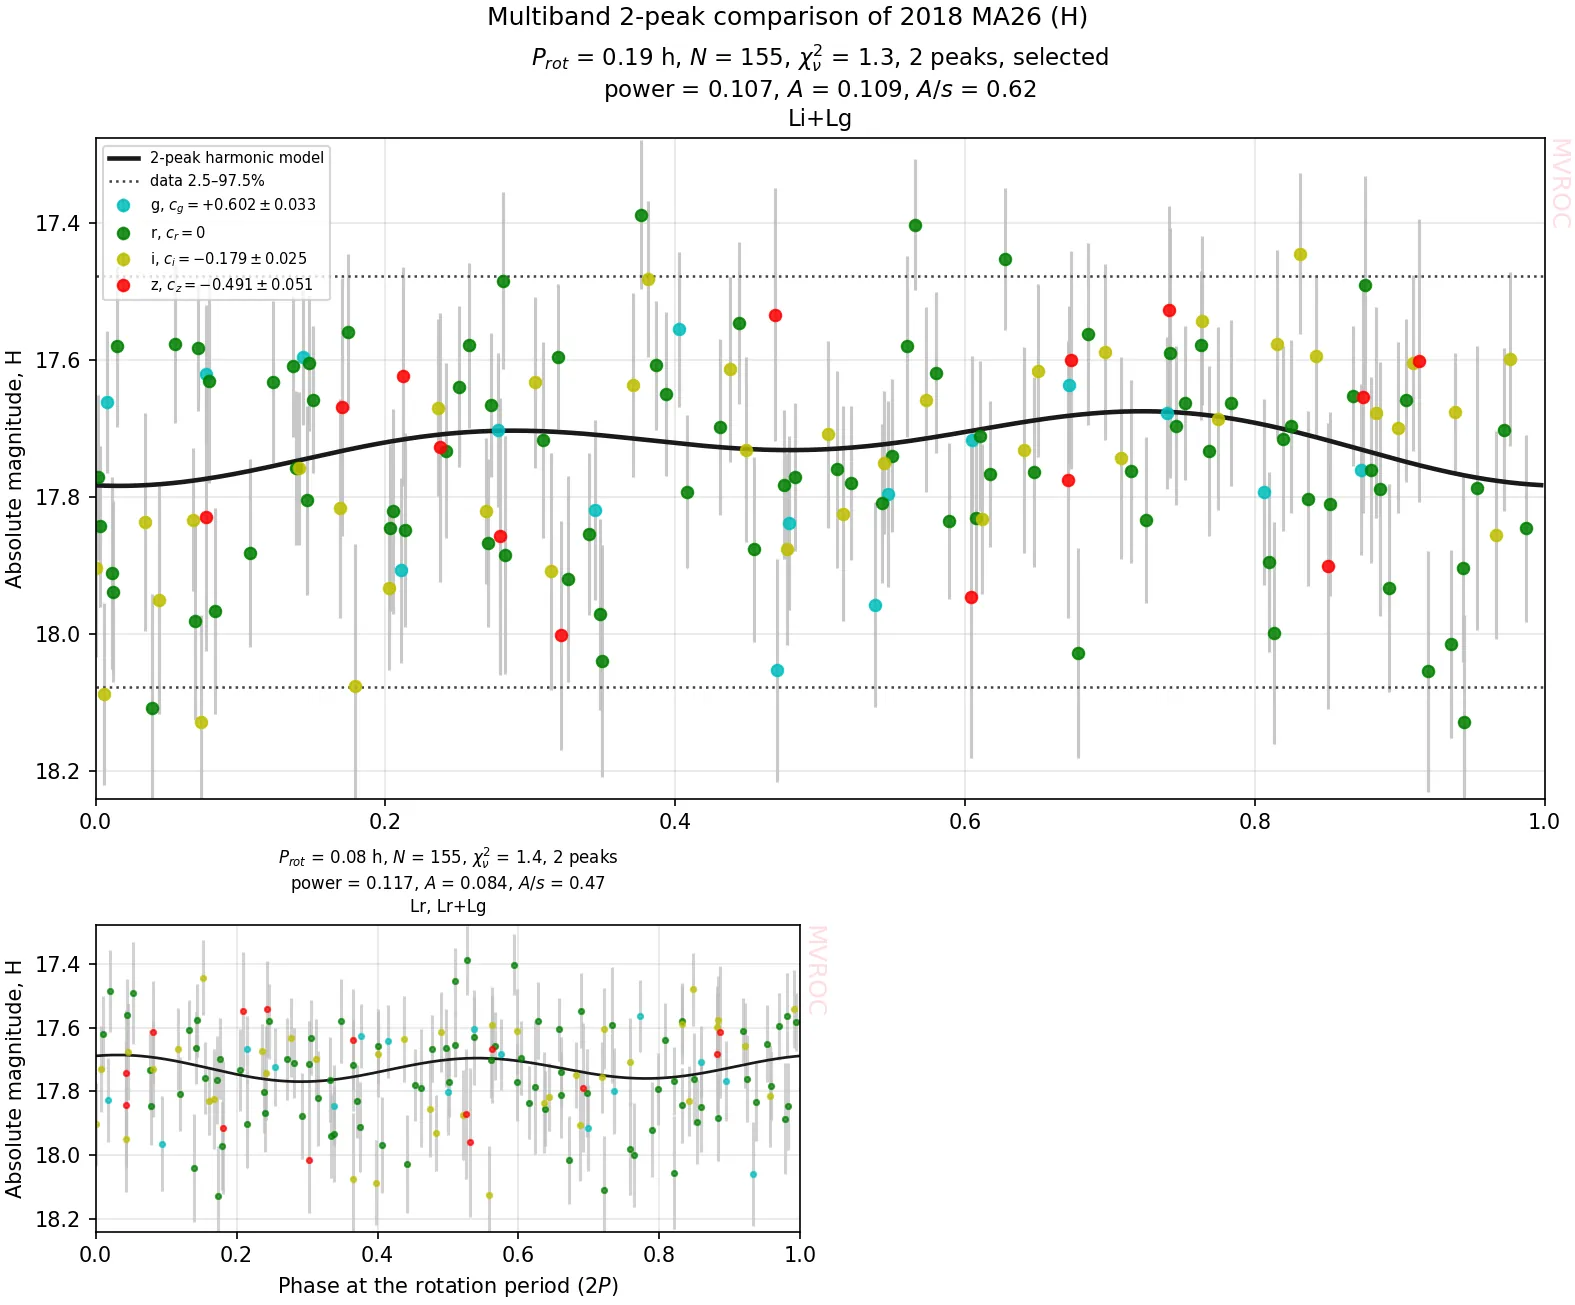 Multiband 2-peak comparison of 2018 MA26 (H)
P_rot = 0.19 h, N = 155, χ²_ν = 1.3, 2 peaks, selected
power = 0.107, A = 0.109, A/s = 0.62
Li+Lg
2-peak harmonic model
data 2.5–97.5%
g, c_g = +0.602 ± 0.033
r, c_r = 0
i, c_i = −0.179 ± 0.025
z, c_z = −0.491 ± 0.051
MVROC
Absolute magnitude, H
17.4
17.6
17.8
18.0
18.2
0.0 0.2 0.4 0.6 0.8 1.0
P_rot = 0.08 h, N = 155, χ²_ν = 1.4, 2 peaks
power = 0.117, A = 0.084, A/s = 0.47
Lr, Lr+Lg
MVROC
Absolute magnitude, H
17.4
17.6
17.8
18.0
18.2
0.0 0.2 0.4 0.6 0.8 1.0
Phase at the rotation period (2P)